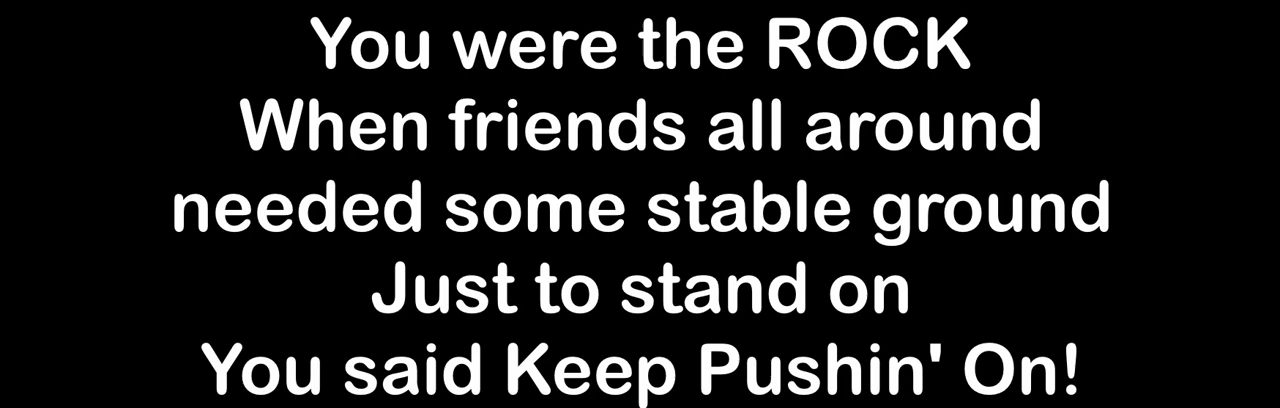 You were the ROCK
When friends all around
needed some stable ground
Just to stand on
You said Keep Pushin' On!